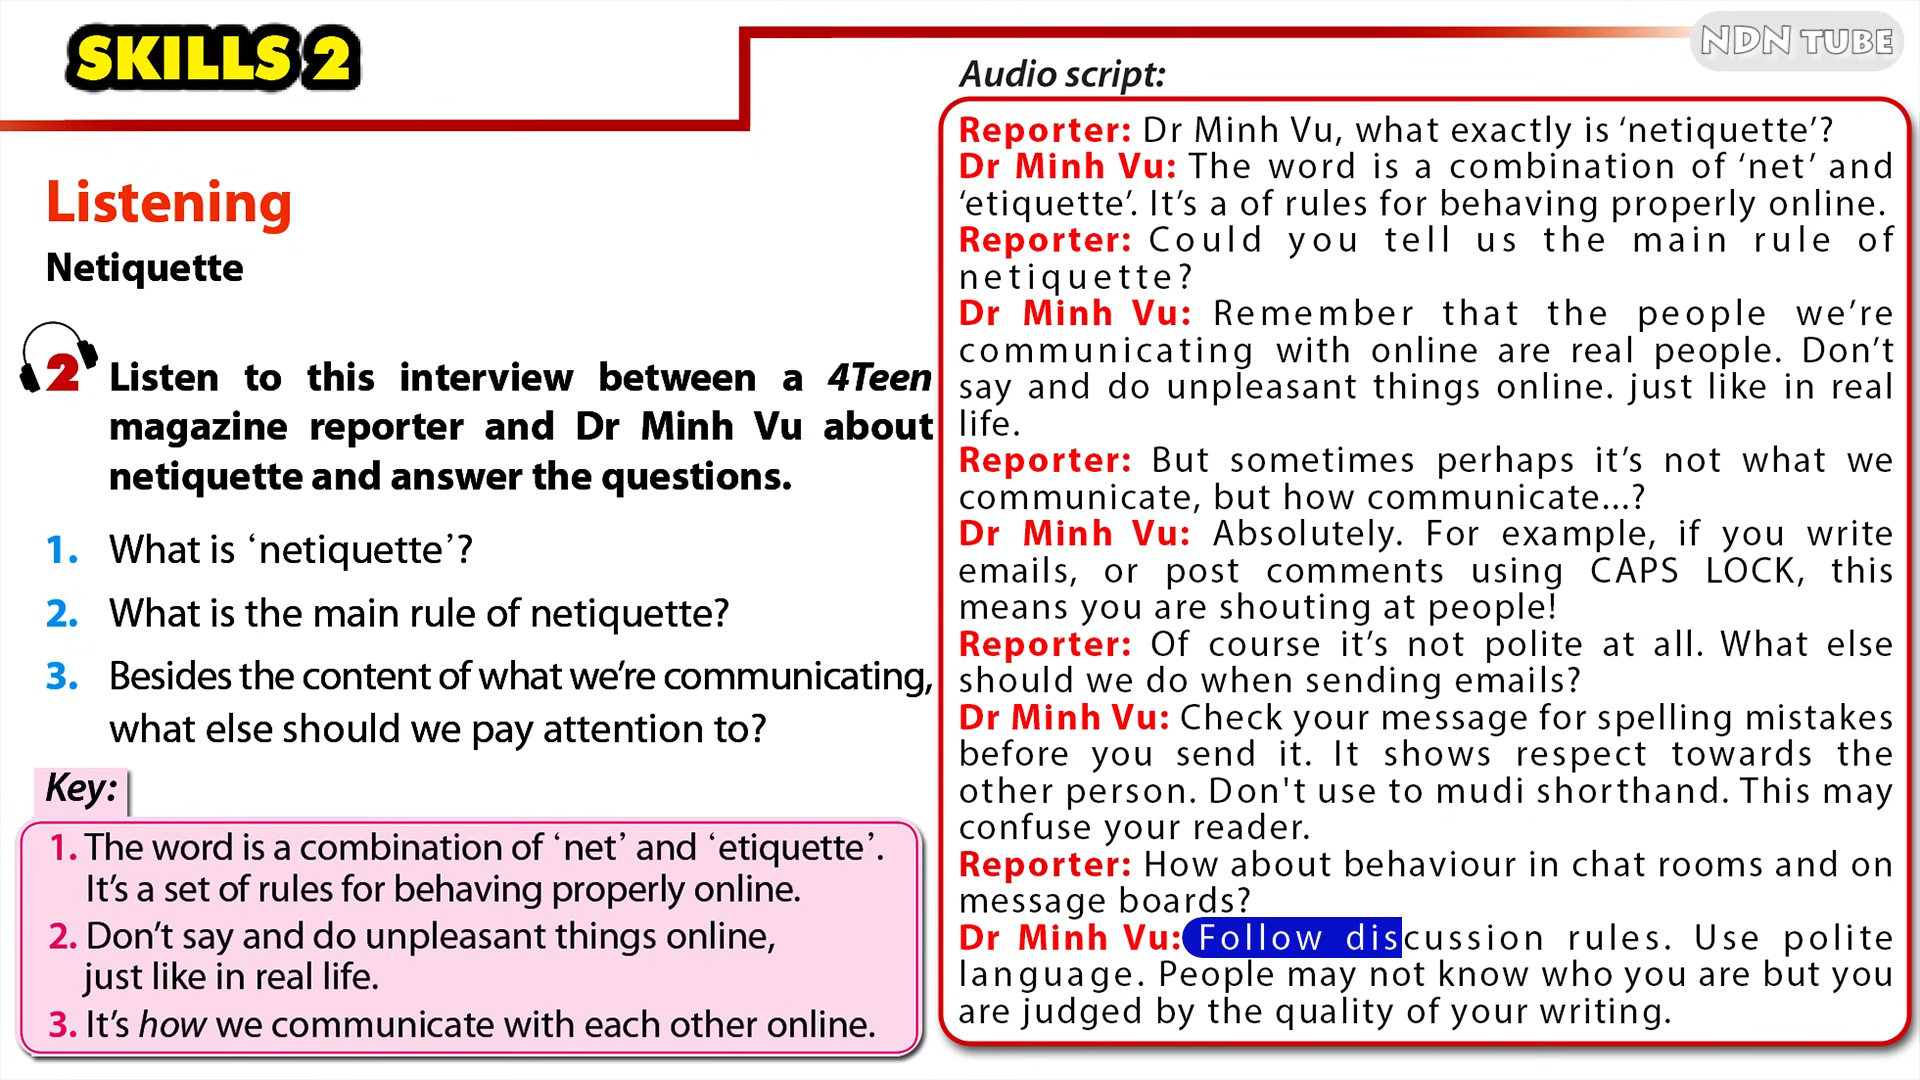 SKILLS 2
NDN TUBE
Listening
Netiquette
2 Listen to this interview between a 4Teen
magazine reporter and Dr Minh Vu about
netiquette and answer the questions.
1. What is ‘netiquette’?
2. What is the main rule of netiquette?
3. Besides the content of what we’re communicating,
what else should we pay attention to?
Key:
1. The word is a combination of ‘net’ and ‘etiquette’.
It’s a set of rules for behaving properly online.
2. Don’t say and do unpleasant things online,
just like in real life.
3. It’s how we communicate with each other online.
Audio script:
Reporter: Dr Minh Vu, what exactly is ‘netiquette’?
Dr Minh Vu: The word is a combination of ‘net’ and
‘etiquette’. It’s a of rules for behaving properly online.
Reporter: Could you tell us the main rule of
netiquette?
Dr Minh Vu: Remember that the people we’re
communicating with online are real people. Don’t
say and do unpleasant things online. just like in real
life.
Reporter: But sometimes perhaps it’s not what we
communicate, but how communicate...?
Dr Minh Vu: Absolutely. For example, if you write
emails, or post comments using CAPS LOCK, this
means you are shouting at people!
Reporter: Of course it’s not polite at all. What else
should we do when sending emails?
Dr Minh Vu: Check your message for spelling mistakes
before you send it. It shows respect towards the
other person. Don't use to mudi shorthand. This may
confuse your reader.
Reporter: How about behaviour in chat rooms and on
message boards?
Dr Minh Vu: Follow discussion rules. Use polite
language. People may not know who you are but you
are judged by the quality of your writing.